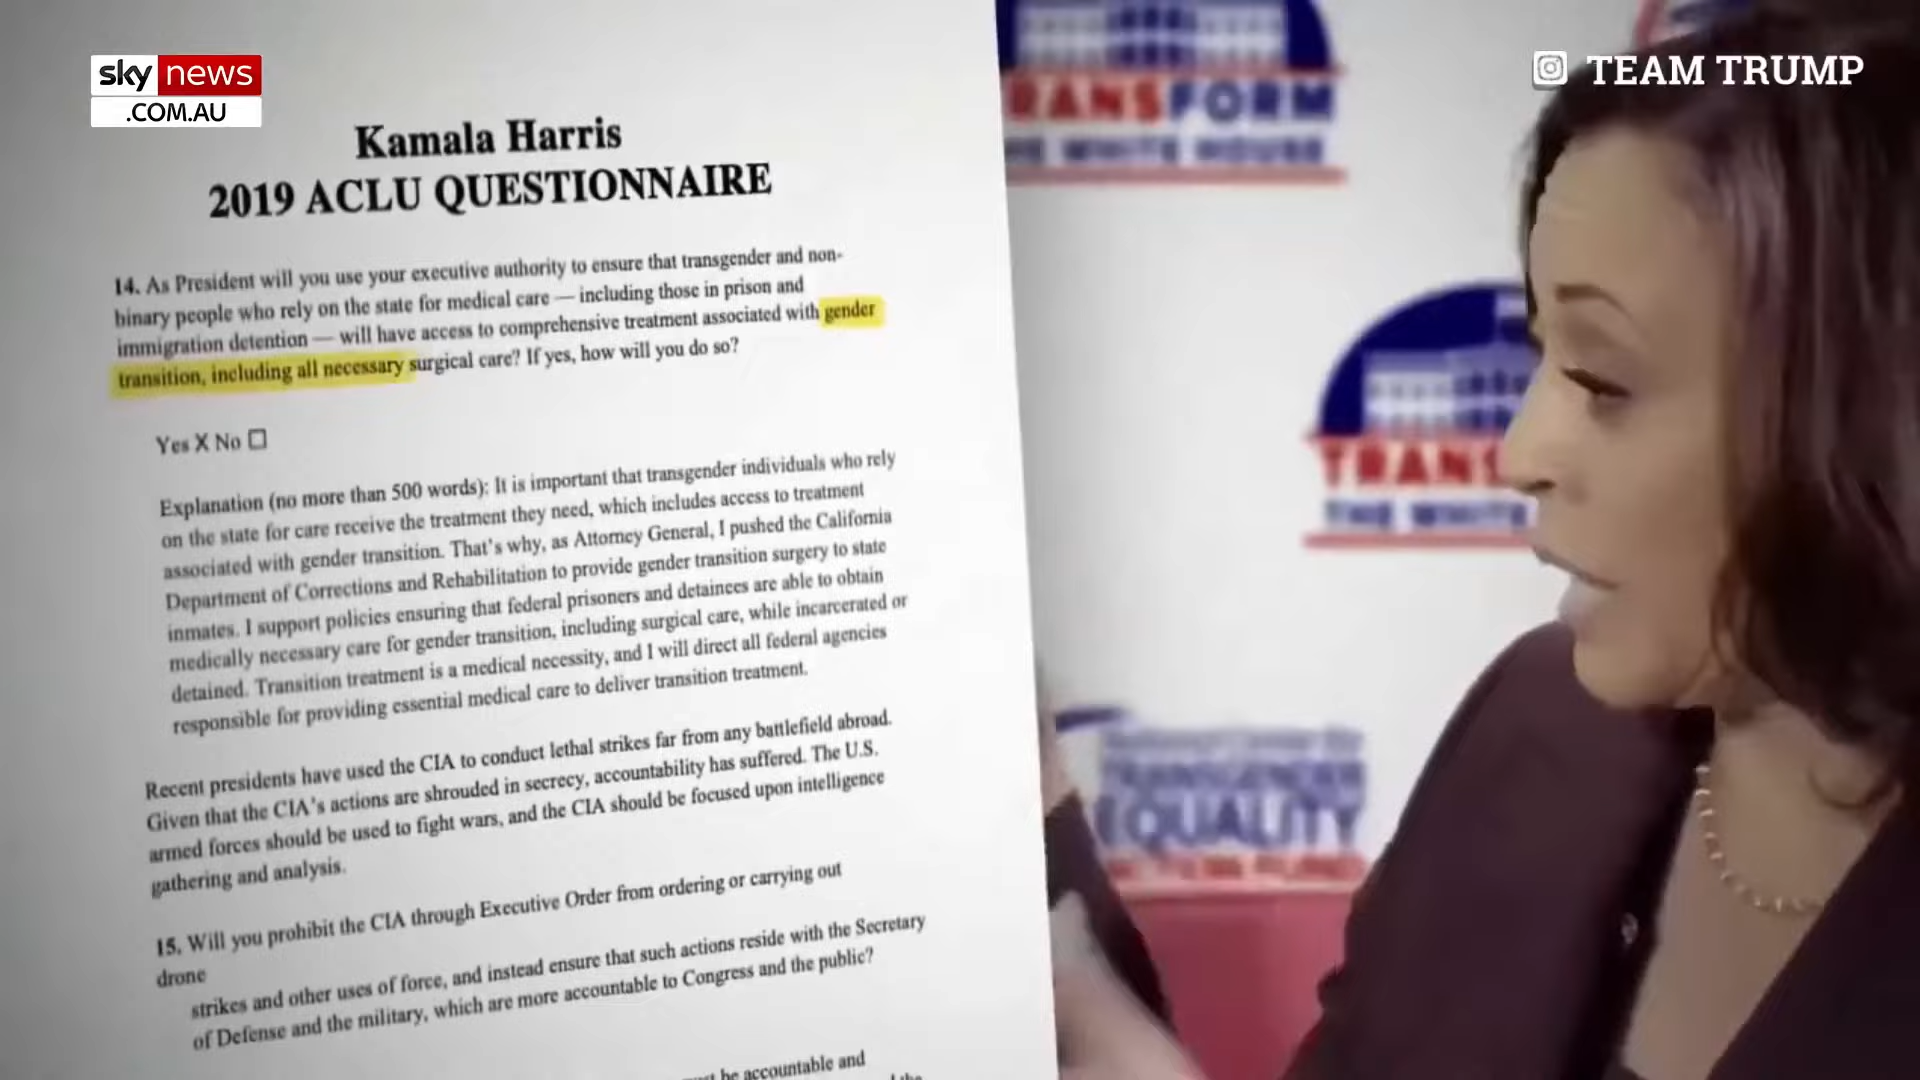 sky news
.COM.AU
TEAM TRUMP
Kamala Harris
2019 ACLU QUESTIONNAIRE
14. As President will you use your executive authority to ensure that transgender and non-
binary people who rely on the state for medical care — including those in prison and
immigration detention — will have access to comprehensive treatment associated with gender
transition, including all necessary surgical care? If yes, how will you do so?
Yes X No ☐
Explanation (no more than 500 words): It is important that transgender individuals who rely
on the state for care receive the treatment they need, which includes access to treatment
associated with gender transition. That's why, as Attorney General, I pushed the California
Department of Corrections and Rehabilitation to provide gender transition surgery to state
inmates. I support policies ensuring that federal prisoners and detainees are able to obtain
medically necessary care for gender transition, including surgical care, while incarcerated or
detained. Transition treatment is a medical necessity, and I will direct all federal agencies
responsible for providing essential medical care to deliver transition treatment.
Recent presidents have used the CIA to conduct lethal strikes far from any battlefield abroad.
Given that the CIA's actions are shrouded in secrecy, accountability has suffered. The U.S.
armed forces should be used to fight wars, and the CIA should be focused upon intelligence
gathering and analysis.
15. Will you prohibit the CIA through Executive Order from ordering or carrying out
drone
strikes and other uses of force, and instead ensure that such actions reside with the Secretary
of Defense and the military, which are more accountable to Congress and the public?
be accountable and
RANSFORM
THE WHITE HOUSE
TRANS
THE WHITE
TRANSGENDER
EQUALITY
ACTION FUND